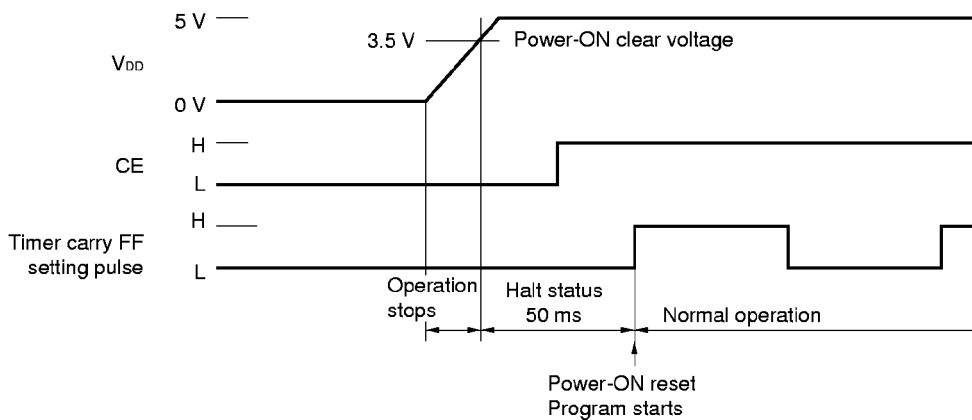 5 V
3.5 V
Power-ON clear voltage
VDD
0 V
H
CE
L
H
Timer carry FF
setting pulse
L
Operation
stops
Halt status
50 ms
Normal operation
Power-ON reset
Program starts